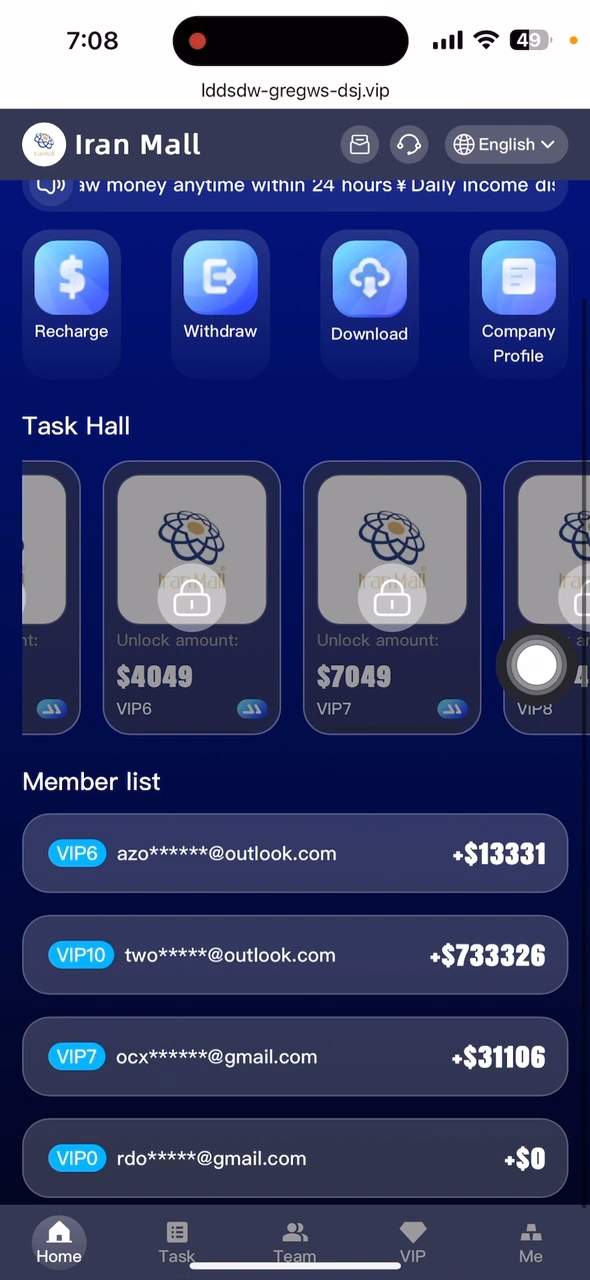 7:08
49
lddsdw-gregws-dsj.vip
Iran Mall
English
aw money anytime within 24 hours ¥ Daily income dis
Recharge
Withdraw
Download
Company
Profile
Task Hall
IranMall
IranMall
Unlock amount:
Unlock amount:
$4049
$7049
VIP6
VIP7
VIP8
Member list
VIP6 azo******@outlook.com +$13331
VIP10 two*****@outlook.com +$733326
VIP7 ocx******@gmail.com +$31106
VIP0 rdo*****@gmail.com +$0
Home
Task
Team
VIP
Me